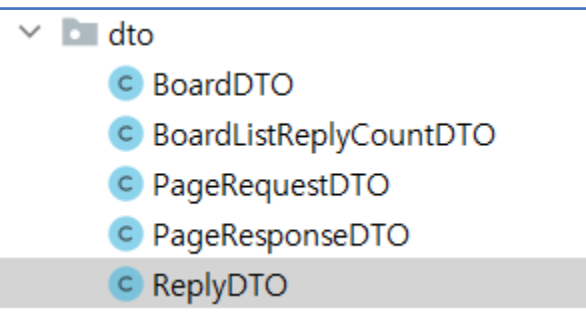 dto
C BoardDTO
C BoardListReplyCountDTO
C PageRequestDTO
C PageResponseDTO
C ReplyDTO